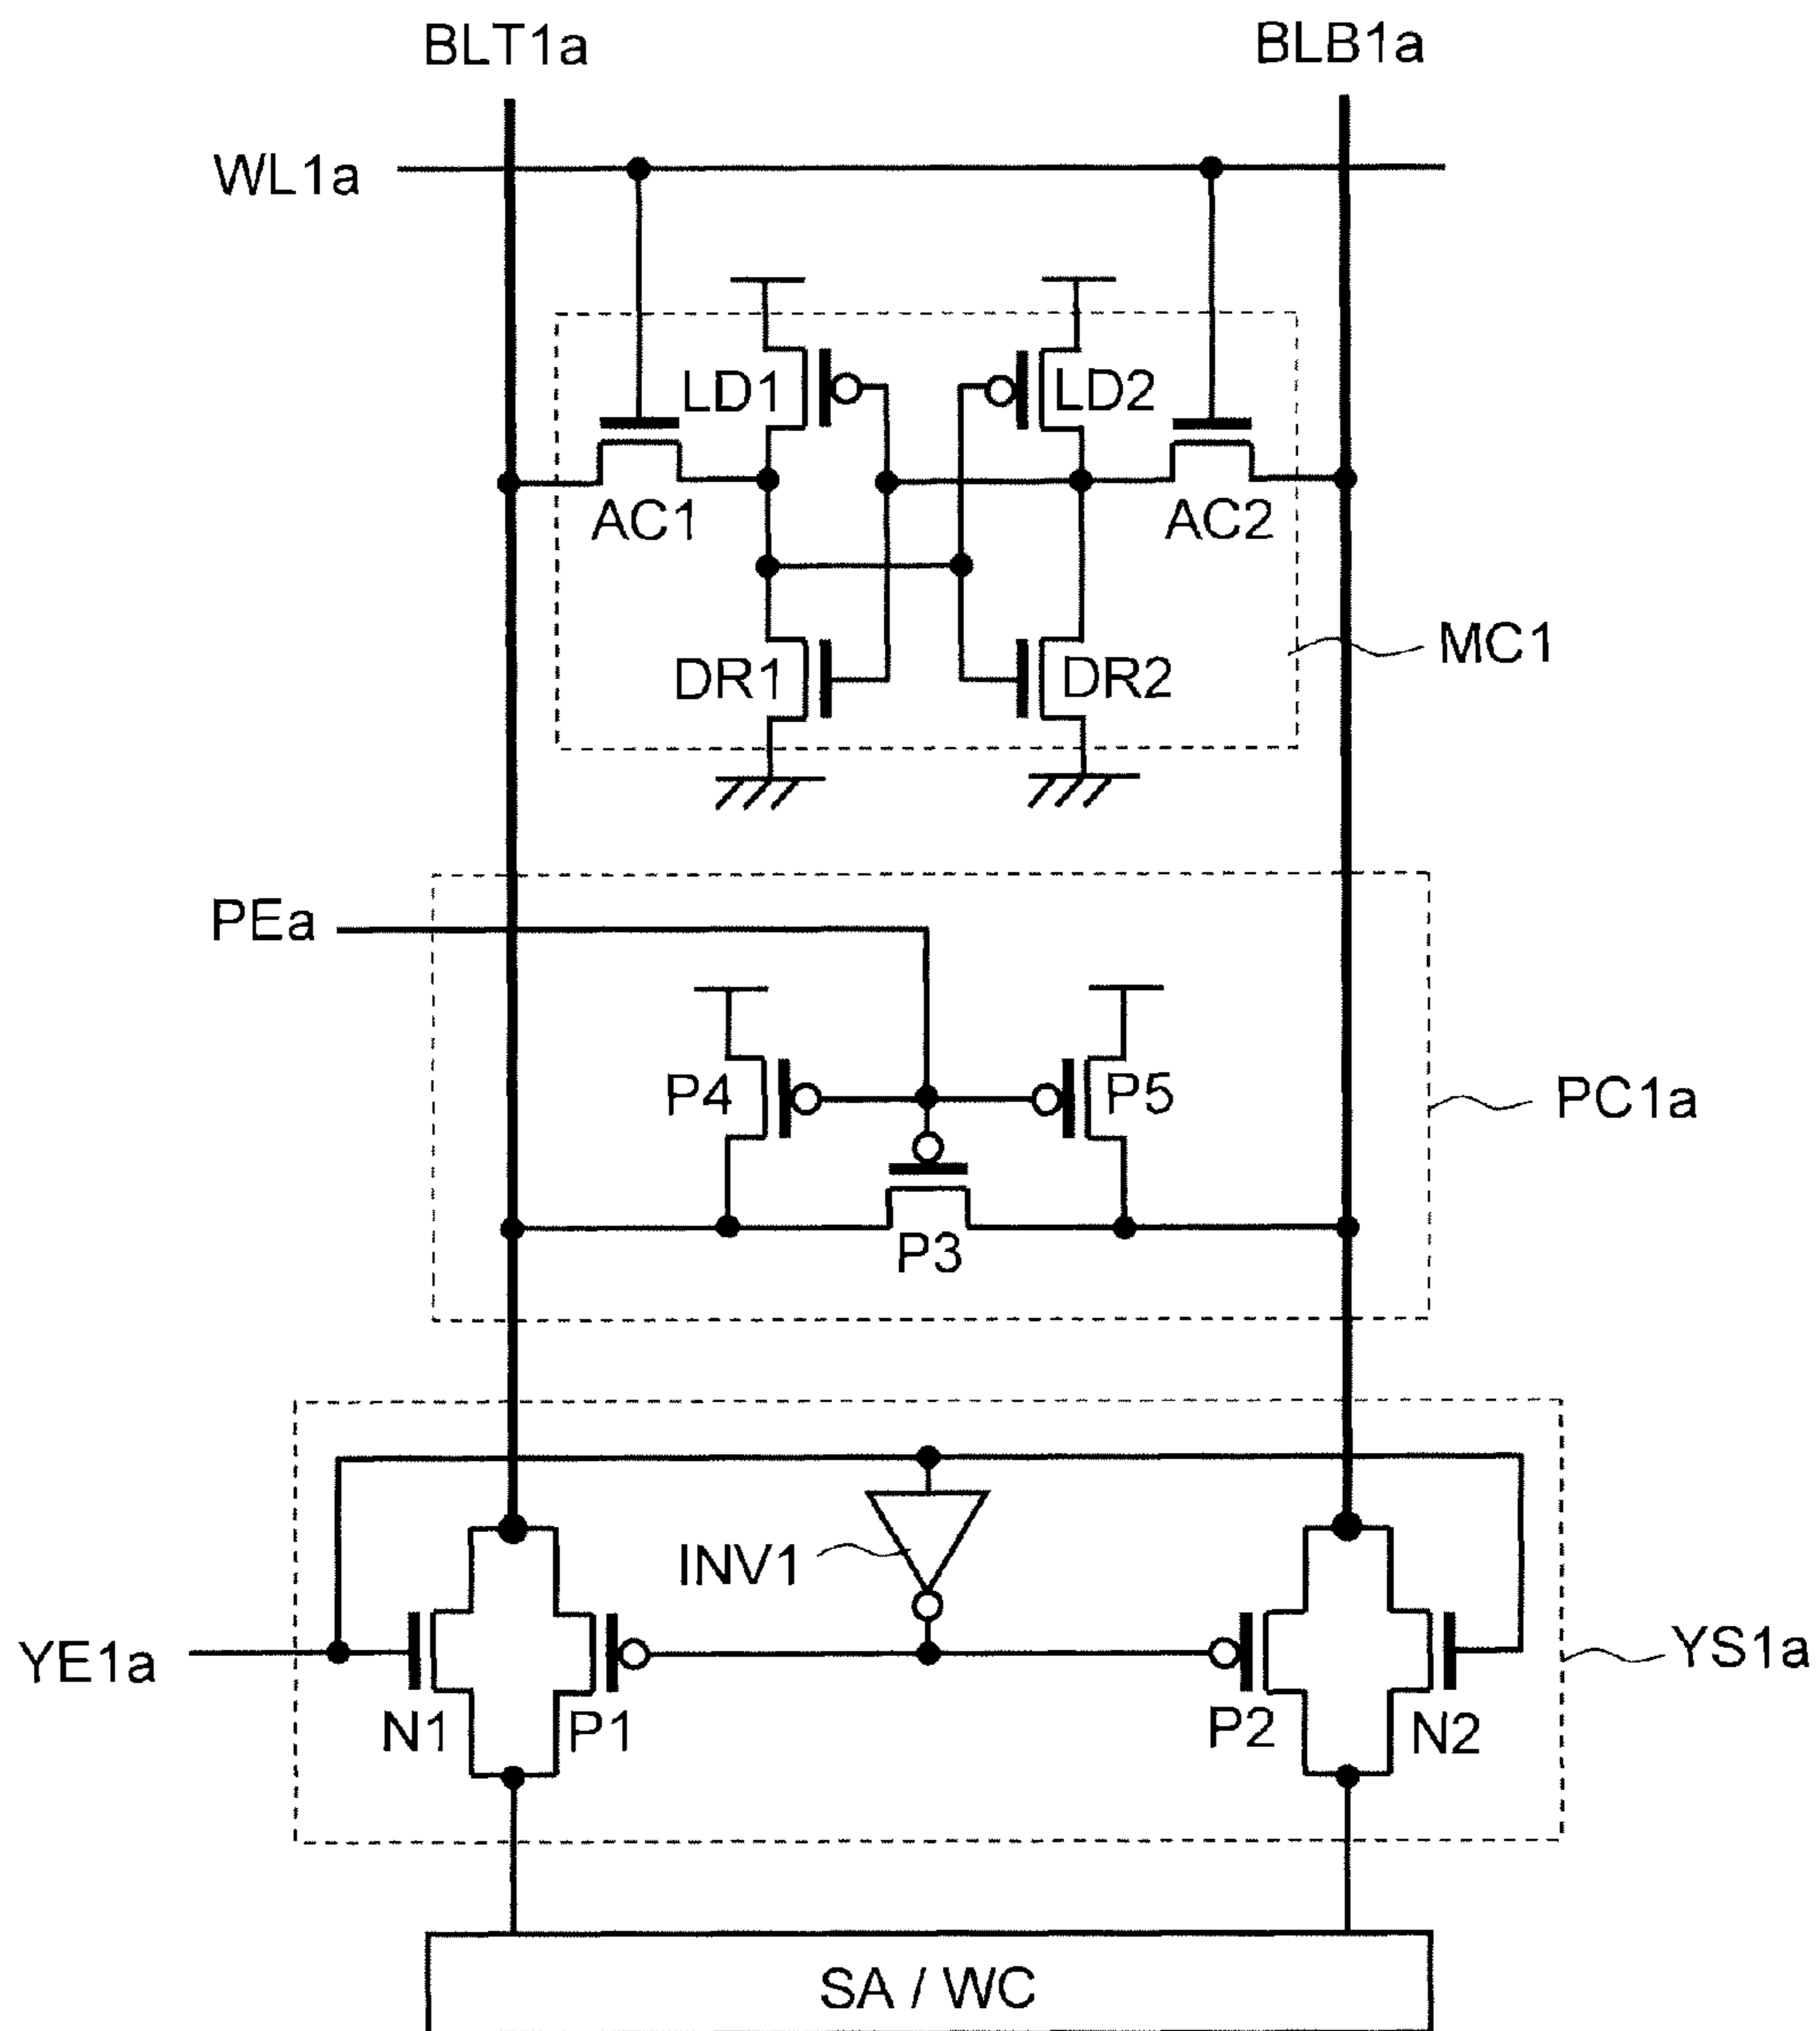 BLT1a
BLB1a
WL1a
LD1
LD2
AC1
AC2
DR1
DR2
MC1
PEa
P4
P5
PC1a
P3
INV1
YE1a
YS1a
N1
P1
P2
N2
SA / WC